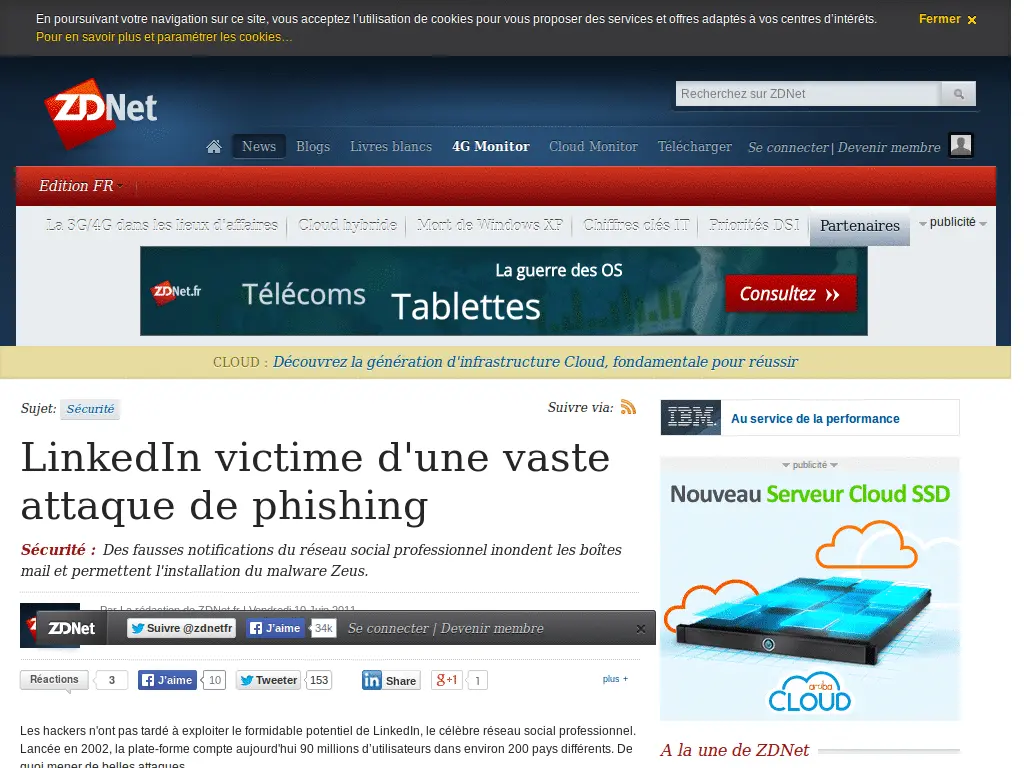 En poursuivant votre navigation sur ce site, vous acceptez l’utilisation de cookies pour vous proposer des services et offres adaptés à vos centres d’intérêts.
Fermer
Pour en savoir plus et paramétrer les cookies…
ZDNet
Recherchez sur ZDNet
News
Blogs
Livres blancs
4G Monitor
Cloud Monitor
Télécharger
Se connecter | Devenir membre
Edition FR
La 3G/4G dans les lieux d'affaires
Cloud hybride
Mort de Windows XP
Chiffres clés IT
Priorités DSI
Partenaires
publicité
ZDNet.fr
Télécoms
La guerre des OS
Tablettes
Consultez
CLOUD : Découvrez la génération d'infrastructure Cloud, fondamentale pour réussir
Sujet: Sécurité
Suivre via:
LinkedIn victime d'une vaste
attaque de phishing
Sécurité : Des fausses notifications du réseau social professionnel inondent les boîtes
mail et permettent l'installation du malware Zeus.
Par La rédaction de ZDNet.fr | Vendredi 10 Juin 2011
ZDNet
Suivre @zdnetfr
J'aime
34k
Se connecter | Devenir membre
Réactions
3
J'aime
10
Tweeter
153
Share
g+1
1
plus +
Les hackers n'ont pas tardé à exploiter le formidable potentiel de LinkedIn, le célèbre réseau social professionnel.
Lancée en 2002, la plate-forme compte aujourd'hui 90 millions d’utilisateurs dans environ 200 pays différents. De
quoi mener de belles attaques.
IBM.
Au service de la performance
publicité
Nouveau Serveur Cloud SSD
aruba
CLOUD
A la une de ZDNet